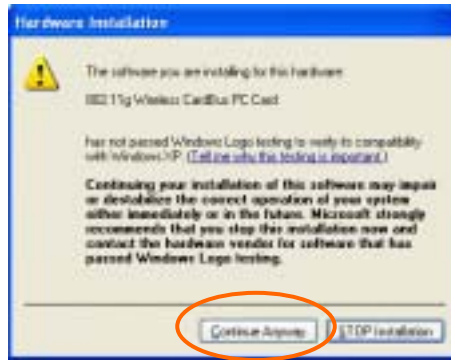 Hardware Installation
The software you are installing for this hardware:
802.11g Wireless CardBus PC Card
has not passed Windows Logo testing to verify its compatibility
with Windows XP. (Tell me why this testing is important.)
Continuing your installation of this software may impair
or destabilize the correct operation of your system
either immediately or in the future. Microsoft strongly
recommends that you stop this installation now and
contact the hardware vendor for software that has
passed Windows Logo testing.
Continue Anyway
STOP Installation